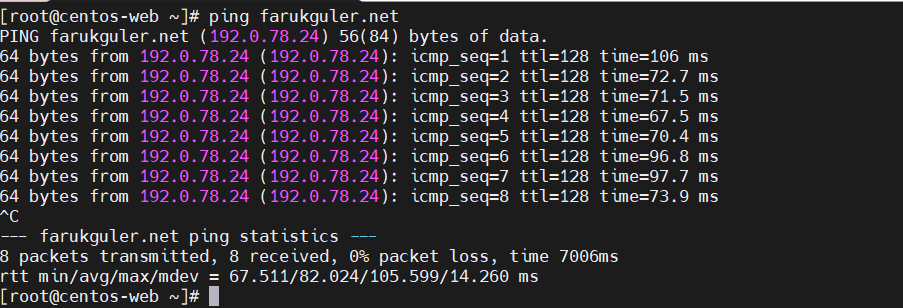 [root@centos-web ~]# ping farukguler.net
PING farukguler.net (192.0.78.24) 56(84) bytes of data.
64 bytes from 192.0.78.24 (192.0.78.24): icmp_seq=1 ttl=128 time=106 ms
64 bytes from 192.0.78.24 (192.0.78.24): icmp_seq=2 ttl=128 time=72.7 ms
64 bytes from 192.0.78.24 (192.0.78.24): icmp_seq=3 ttl=128 time=71.5 ms
64 bytes from 192.0.78.24 (192.0.78.24): icmp_seq=4 ttl=128 time=67.5 ms
64 bytes from 192.0.78.24 (192.0.78.24): icmp_seq=5 ttl=128 time=70.4 ms
64 bytes from 192.0.78.24 (192.0.78.24): icmp_seq=6 ttl=128 time=96.8 ms
64 bytes from 192.0.78.24 (192.0.78.24): icmp_seq=7 ttl=128 time=97.7 ms
64 bytes from 192.0.78.24 (192.0.78.24): icmp_seq=8 ttl=128 time=73.9 ms
^C
--- farukguler.net ping statistics ---
8 packets transmitted, 8 received, 0% packet loss, time 7006ms
rtt min/avg/max/mdev = 67.511/82.024/105.599/14.260 ms
[root@centos-web ~]#